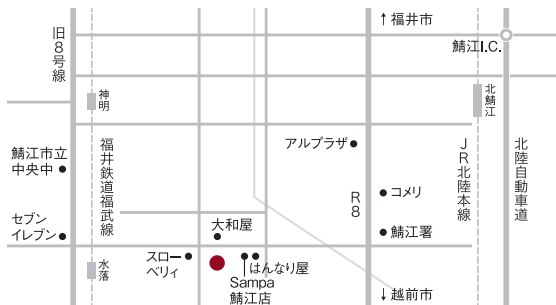 ↑福井市
旧8号線
鯖江I.C.
神明
北鯖江
アルプラザ
鯖江市立
中央中
福井鉄道福武線
JR北陸本線
北陸自動車道
R8
コメリ
セブン
イレブン
大和屋
鯖江署
スロー
ベリィ
はんなり屋
水落
Sampa
鯖江店
↓越前市